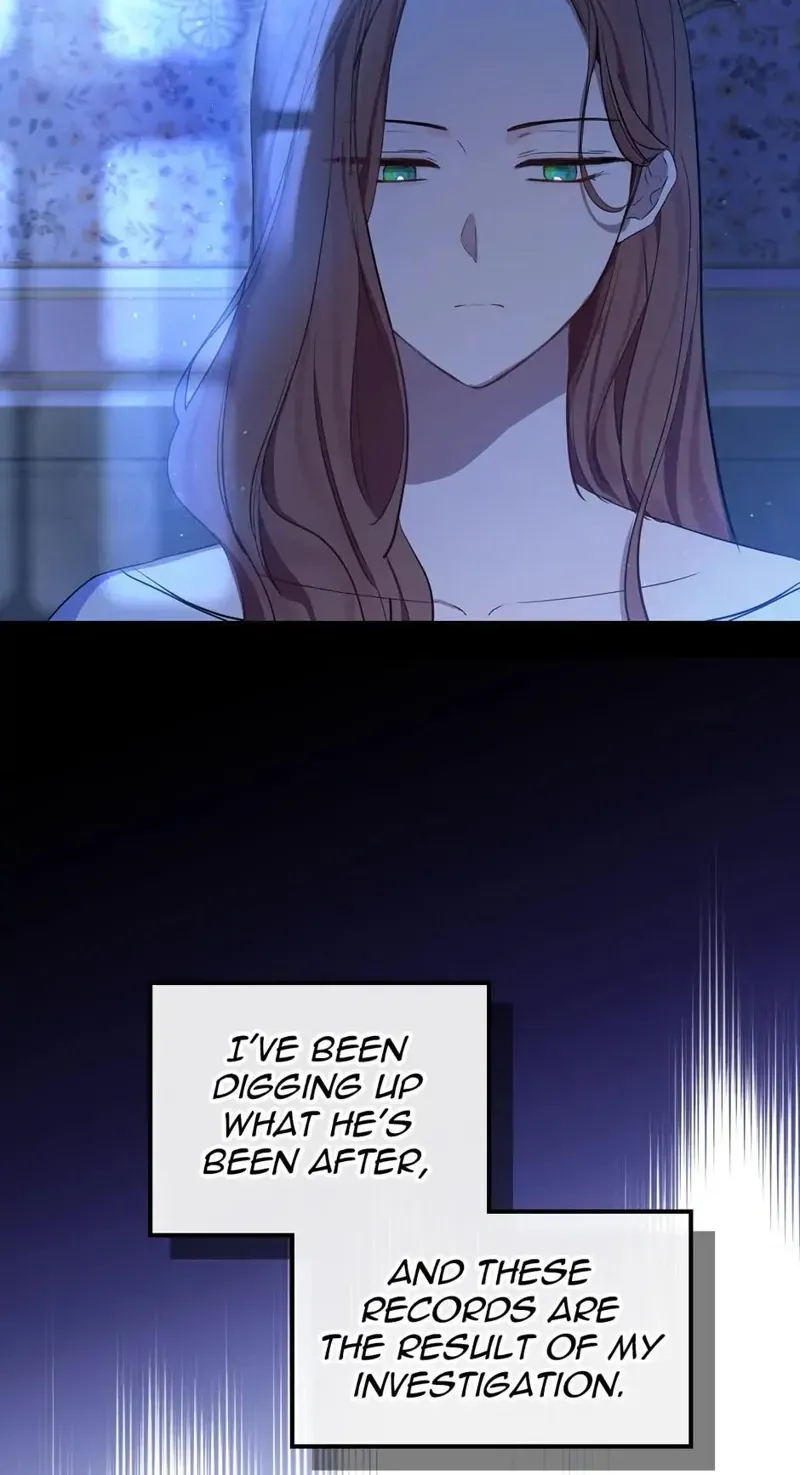 I'VE BEEN
DIGGING UP
WHAT HE'S
BEEN AFTER,
AND THESE
RECORDS ARE
THE RESULT OF MY
INVESTIGATION.